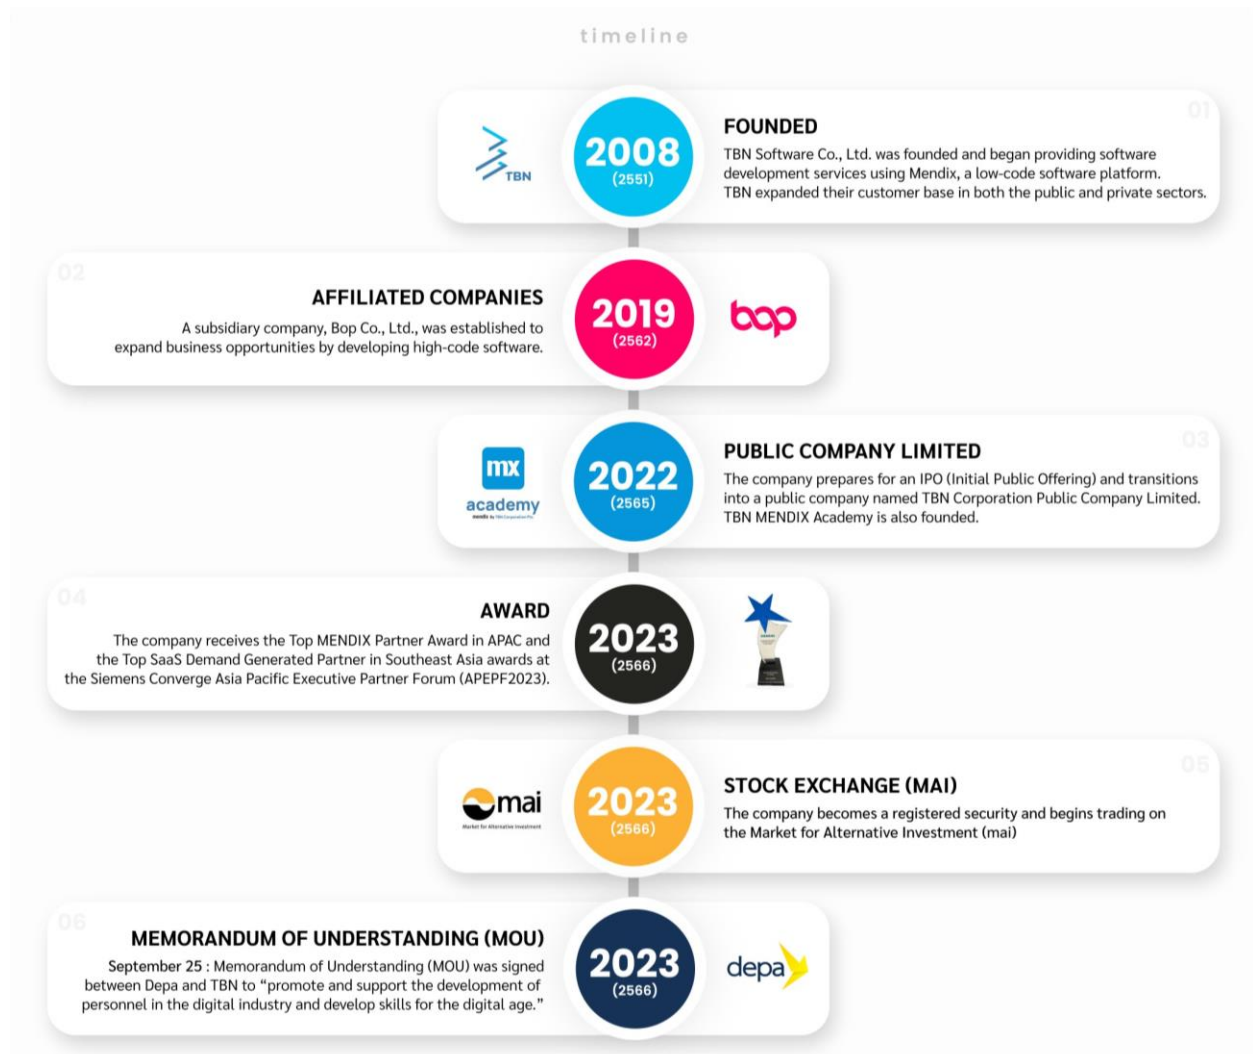 timeline
01
TBN
2008
(2551)
FOUNDED
TBN Software Co., Ltd. was founded and began providing software
development services using Mendix, a low-code software platform.
TBN expanded their customer base in both the public and private sectors.
02
AFFILIATED COMPANIES
A subsidiary company, Bop Co., Ltd., was established to
expand business opportunities by developing high-code software.
2019
(2562)
bop
03
mx
academy
mendix by TBN Corporation Plc.
2022
(2565)
PUBLIC COMPANY LIMITED
The company prepares for an IPO (Initial Public Offering) and transitions
into a public company named TBN Corporation Public Company Limited.
TBN MENDIX Academy is also founded.
04
AWARD
The company receives the Top MENDIX Partner Award in APAC and
the Top SaaS Demand Generated Partner in Southeast Asia awards at
the Siemens Converge Asia Pacific Executive Partner Forum (APEPF2023).
2023
(2566)
05
mai
Market for Alternative Investment
2023
(2566)
STOCK EXCHANGE (MAI)
The company becomes a registered security and begins trading on
the Market for Alternative Investment (mai)
06
MEMORANDUM OF UNDERSTANDING (MOU)
September 25 : Memorandum of Understanding (MOU) was signed
between Depa and TBN to “promote and support the development of
personnel in the digital industry and develop skills for the digital age.”
2023
(2566)
depa